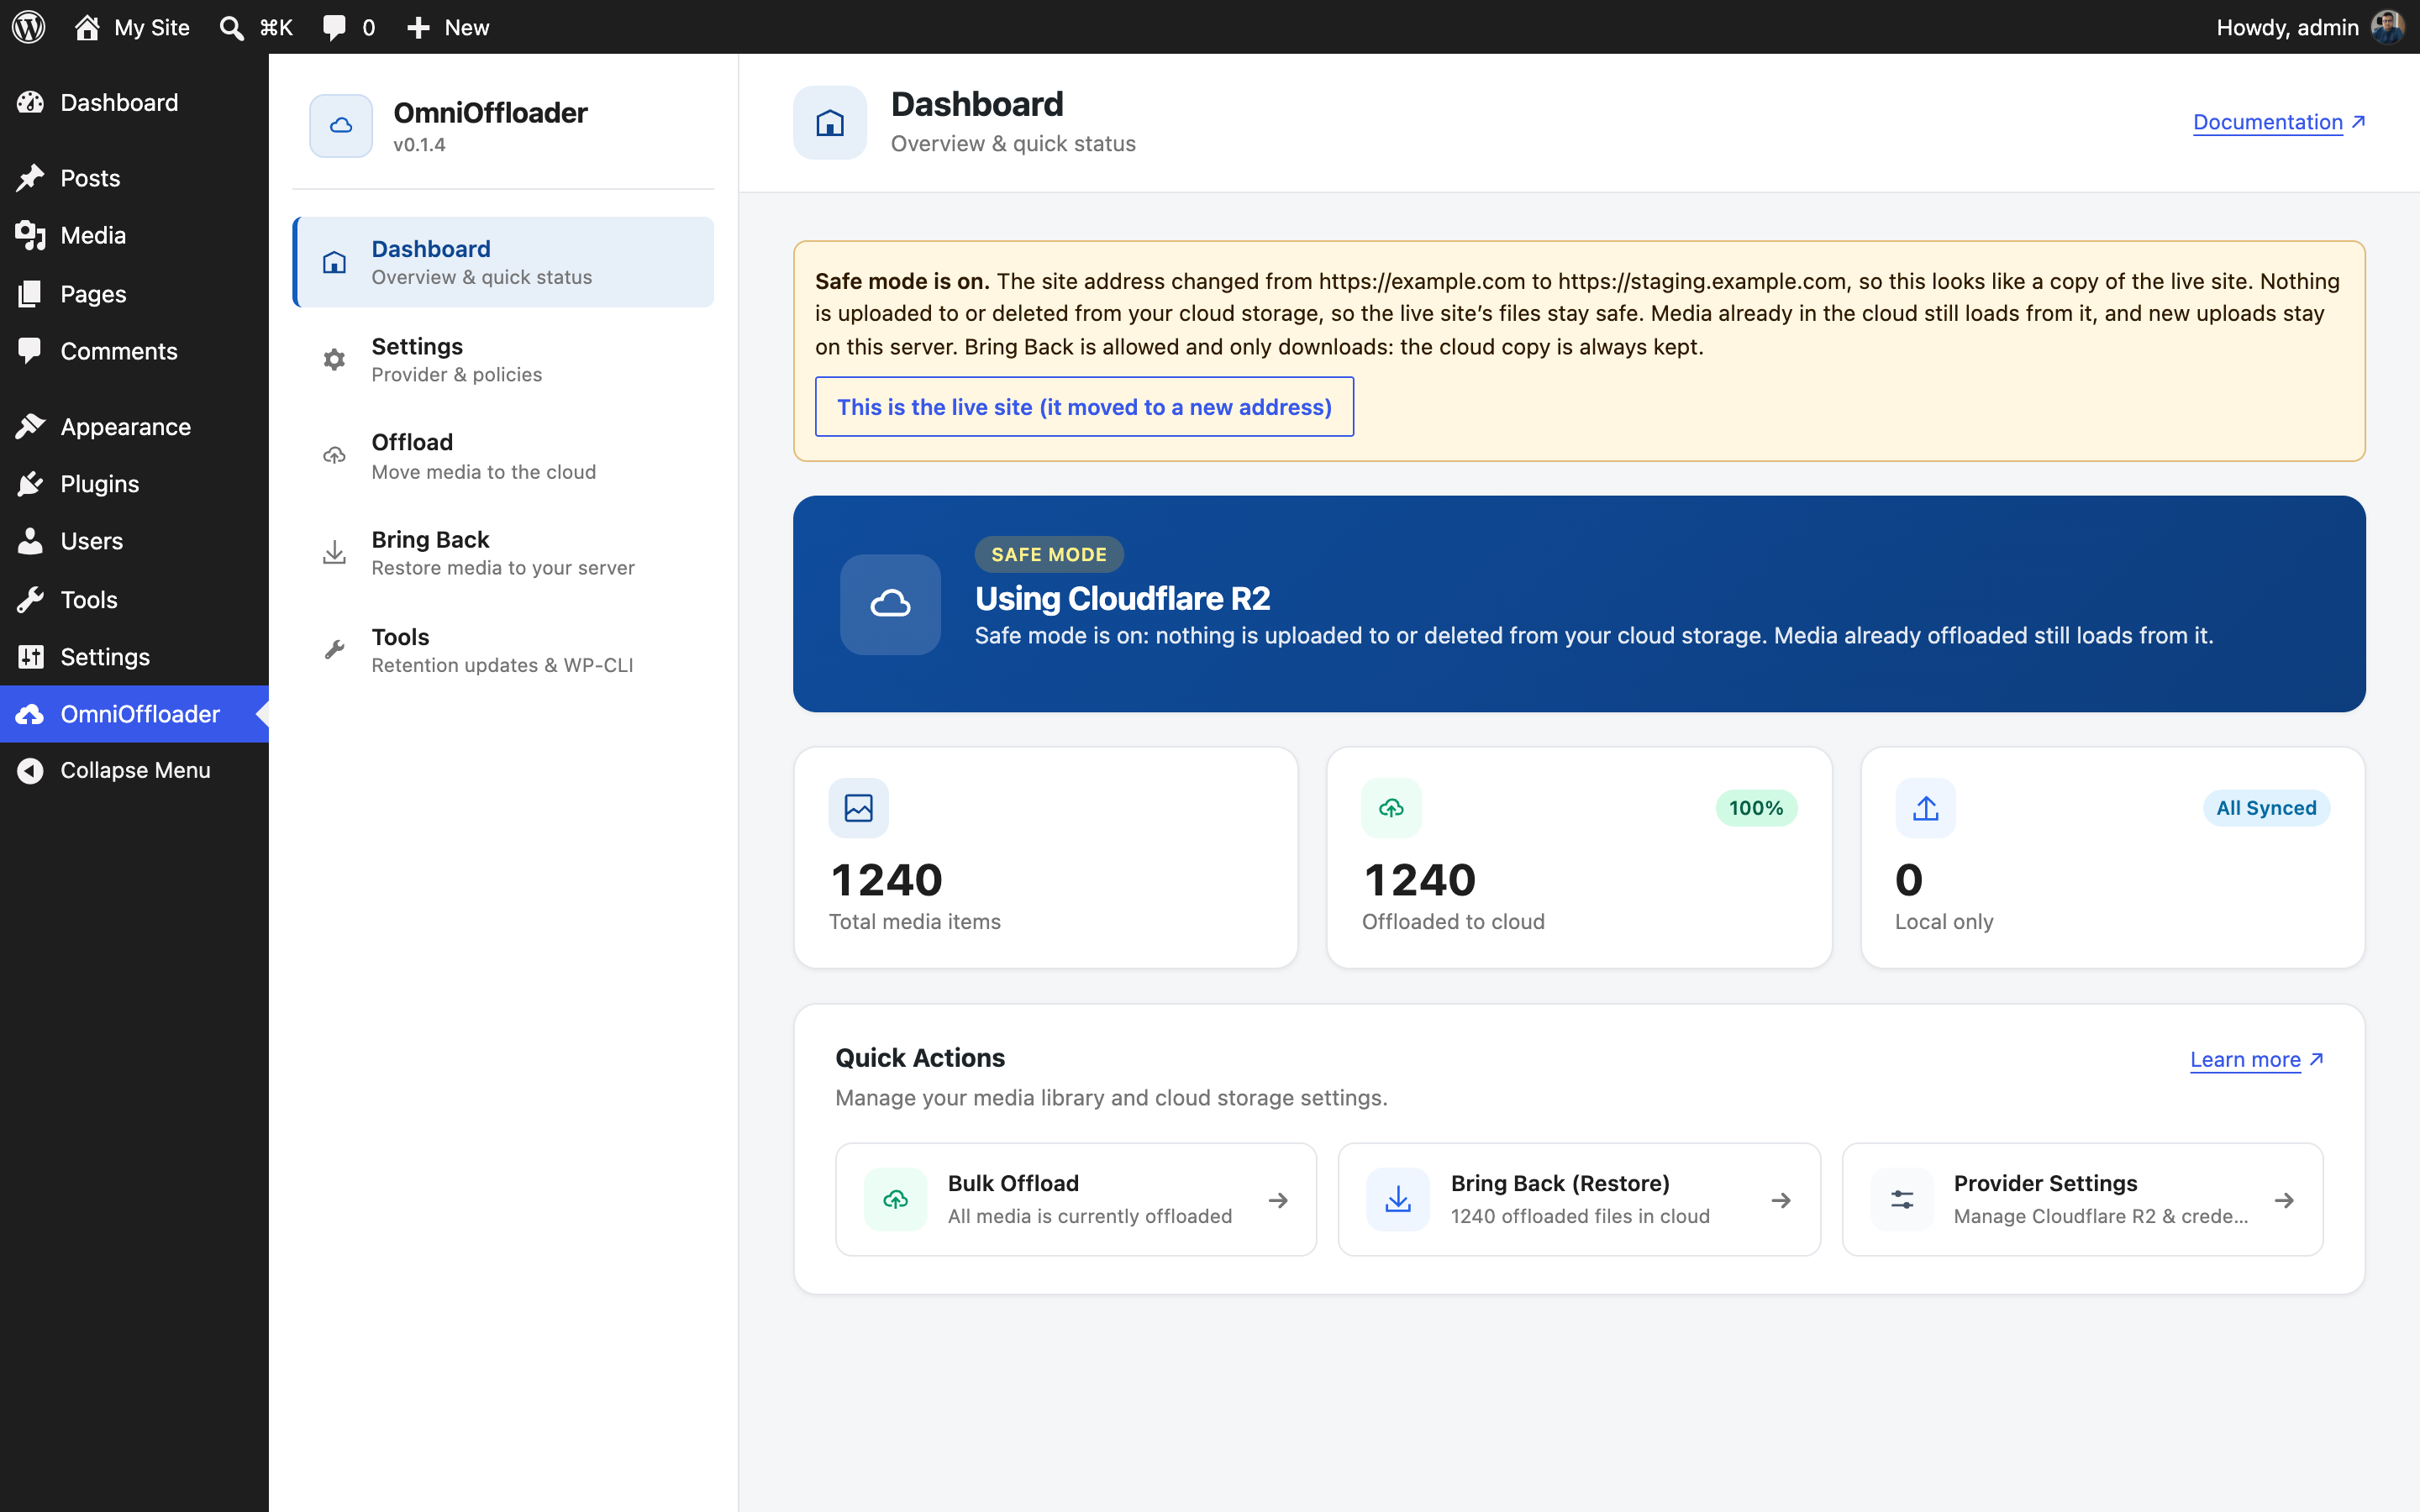 My Site
⌘K
0
New
Howdy, admin
Dashboard
Posts
Media
Pages
Comments
Appearance
Plugins
Users
Tools
Settings
OmniOffloader
Collapse Menu
OmniOffloader
v0.1.4
Dashboard
Overview & quick status
Settings
Provider & policies
Offload
Move media to the cloud
Bring Back
Restore media to your server
Tools
Retention updates & WP-CLI
Dashboard
Overview & quick status
Documentation ↗
Safe mode is on. The site address changed from https://example.com to https://staging.example.com, so this looks like a copy of the live site. Nothing
is uploaded to or deleted from your cloud storage, so the live site’s files stay safe. Media already in the cloud still loads from it, and new uploads stay
on this server. Bring Back is allowed and only downloads: the cloud copy is always kept.
This is the live site (it moved to a new address)
SAFE MODE
Using Cloudflare R2
Safe mode is on: nothing is uploaded to or deleted from your cloud storage. Media already offloaded still loads from it.
1240
Total media items
100%
1240
Offloaded to cloud
All Synced
0
Local only
Quick Actions
Learn more ↗
Manage your media library and cloud storage settings.
Bulk Offload
All media is currently offloaded
Bring Back (Restore)
1240 offloaded files in cloud
Provider Settings
Manage Cloudflare R2 & crede...